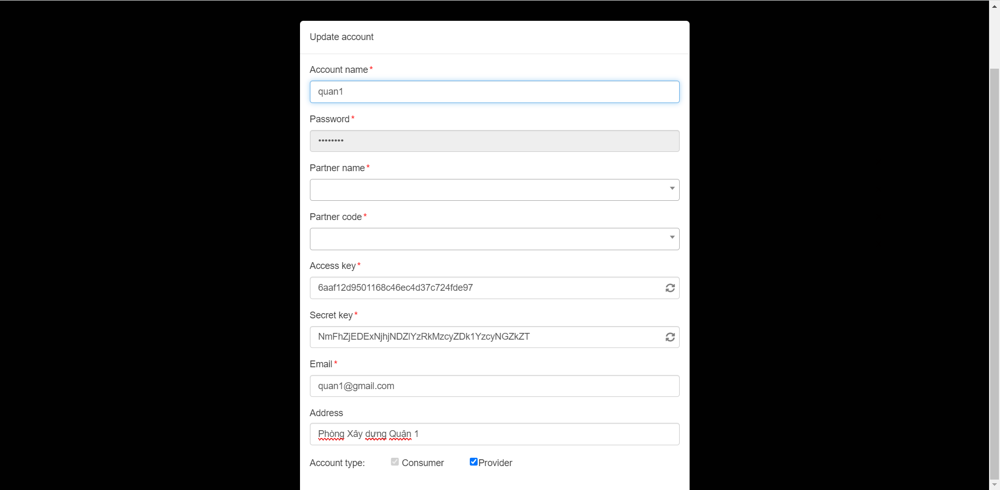 Update account
Account name*
quan1
Password*
••••••••
Partner name*
Partner code*
Access key*
6aaf12d9501168c46ec4d37c724fde97
Secret key*
NmFhZjEDExNjhjNDZlYzRkMzcyZDk1YzcyNGZkZT
Email*
quan1@gmail.com
Address
Phòng Xây dựng Quận 1
Account type: Consumer Provider